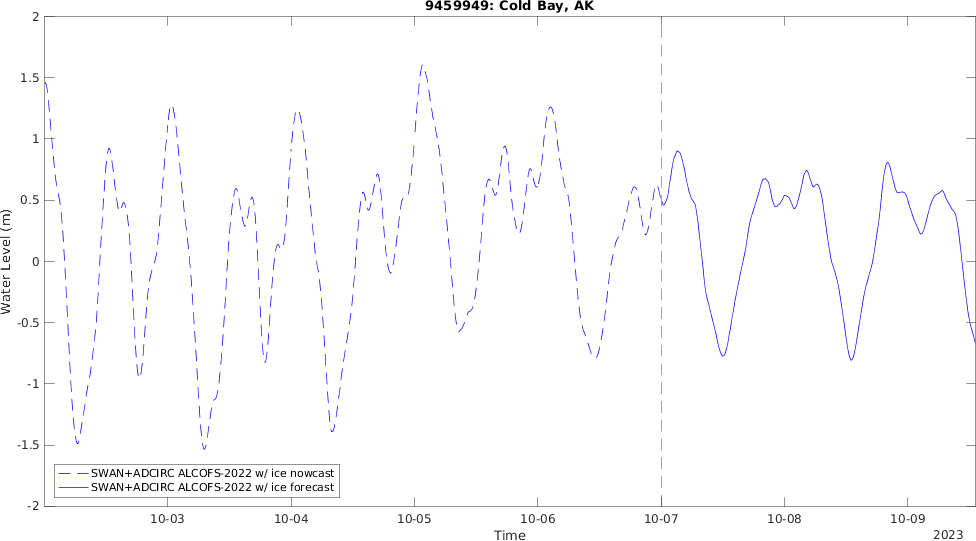 9459949: Cold Bay, AK
Water Level (m)
2
1.5
1
0.5
0
-0.5
-1
-1.5
-2
SWAN+ADCIRC ALCOFS-2022 w/ ice nowcast
SWAN+ADCIRC ALCOFS-2022 w/ ice forecast
10-03 10-04 10-05 10-06 10-07 10-08 10-09
Time
2023